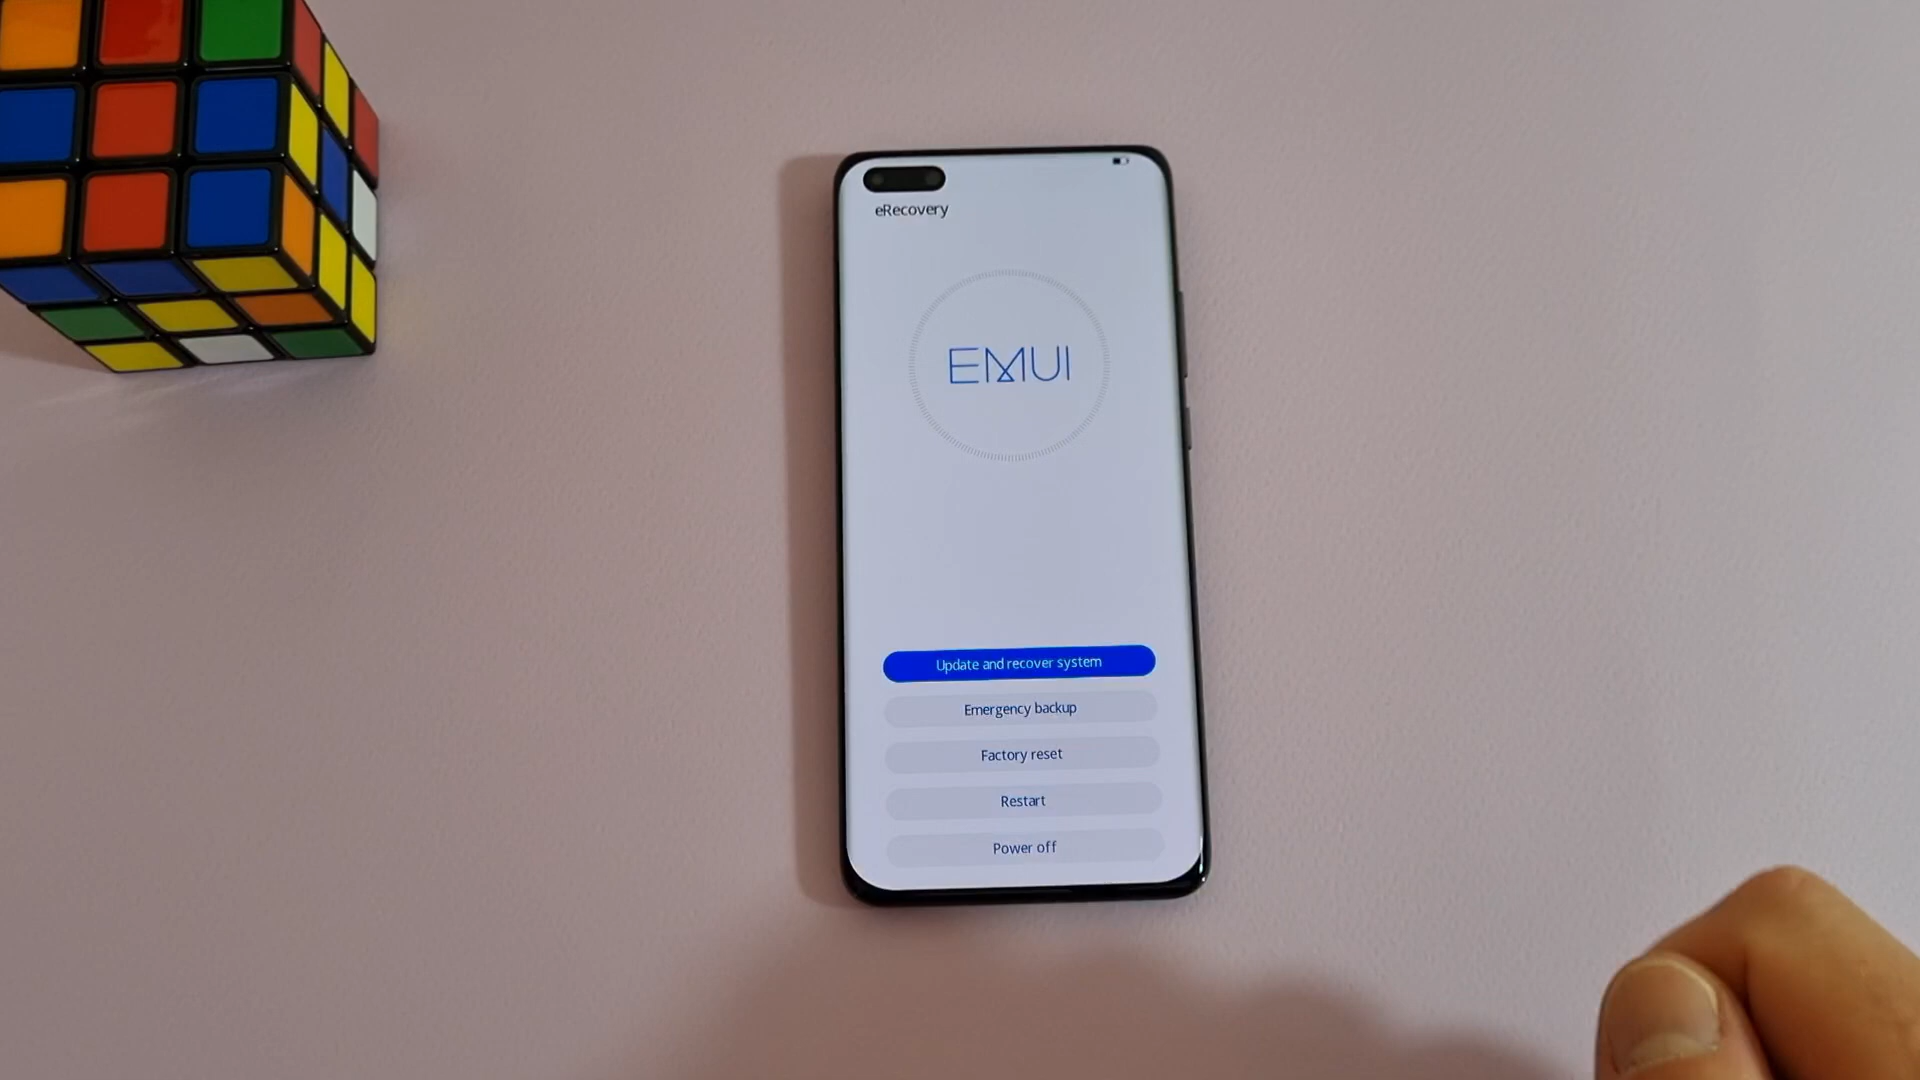 eRecovery
EMUI
Update and recover system
Emergency backup
Factory reset
Restart
Power off